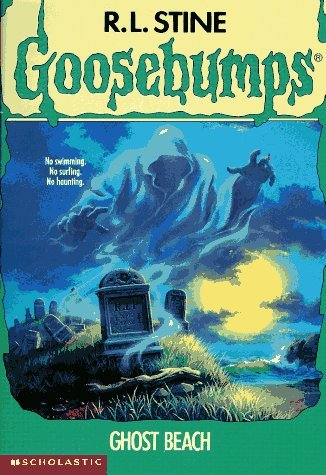 R.L. STINE
Goosebumps®
No swimming.
No surfing.
No haunting.
R.I.P.
GHOST BEACH
SCHOLASTIC